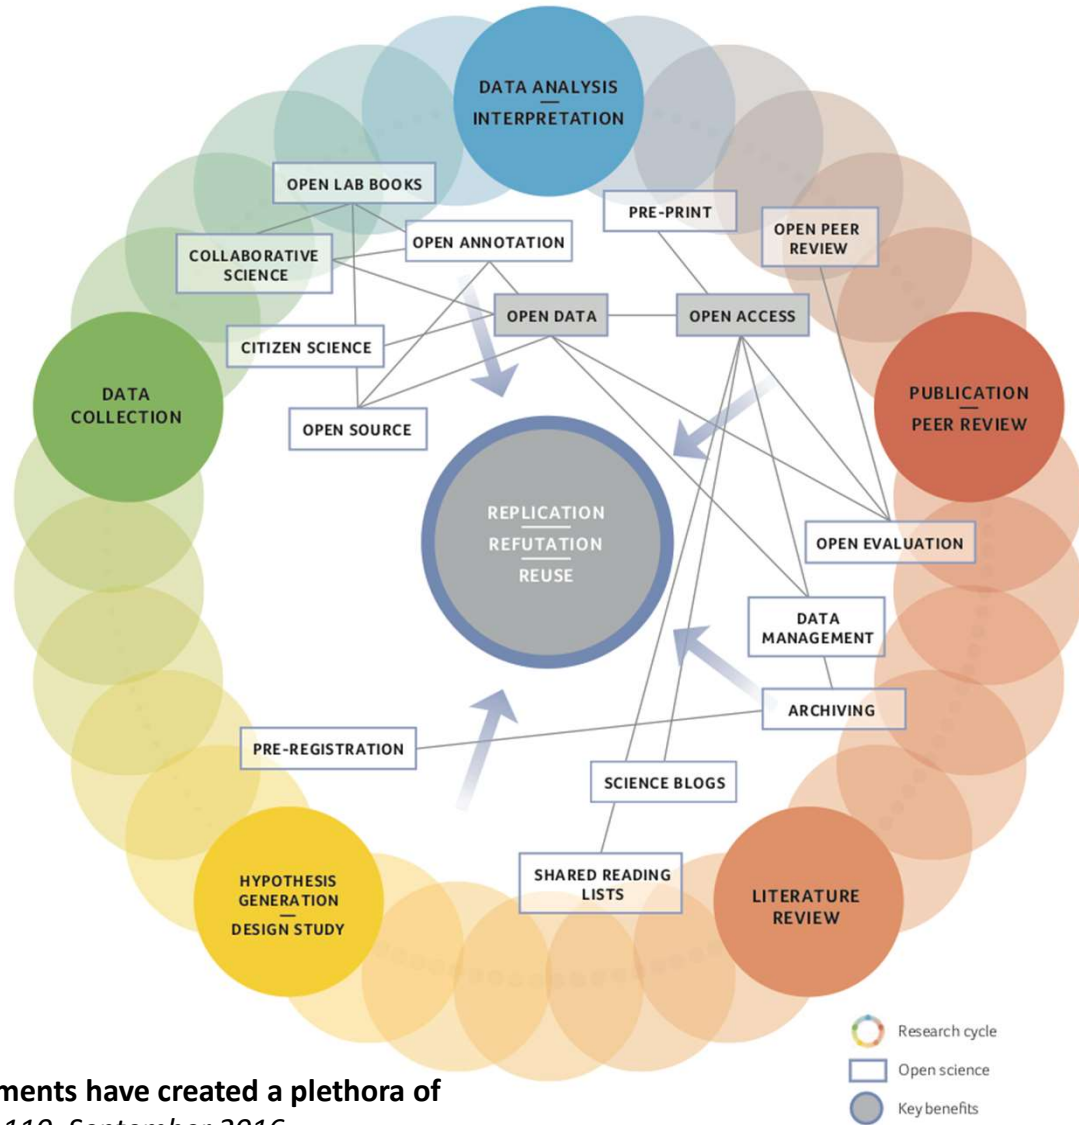 DATA ANALYSIS
INTERPRETATION
OPEN LAB BOOKS
PRE-PRINT
OPEN PEER
REVIEW
OPEN ANNOTATION
COLLABORATIVE
SCIENCE
OPEN DATA
OPEN ACCESS
CITIZEN SCIENCE
DATA
COLLECTION
PUBLICATION
PEER REVIEW
OPEN SOURCE
REPLICATION
REFUTATION
REUSE
OPEN EVALUATION
DATA
MANAGEMENT
ARCHIVING
PRE-REGISTRATION
SCIENCE BLOGS
SHARED READING
LISTS
HYPOTHESIS
GENERATION
DESIGN STUDY
LITERATURE
REVIEW
Research cycle
Open science
Key benefits
ments have created a plethora of
110, September 2016